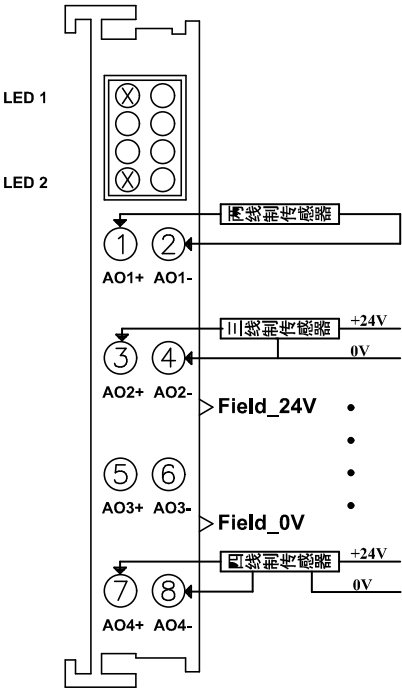 LED 1
LED 2
两线制传感器
1 2
AO1+ AO1-
三线制传感器 +24V
0V
3 4
AO2+ AO2-
Field_24V
5 6
AO3+ AO3-
Field_0V
四线制传感器 +24V
0V
7 8
AO4+ AO4-